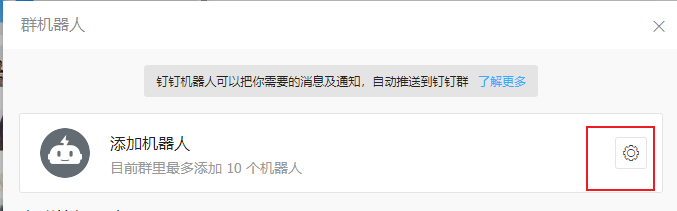 群机器人
钉钉机器人可以把你需要的消息及通知，自动推送到钉钉群 了解更多
添加机器人
目前群里最多添加 10 个机器人